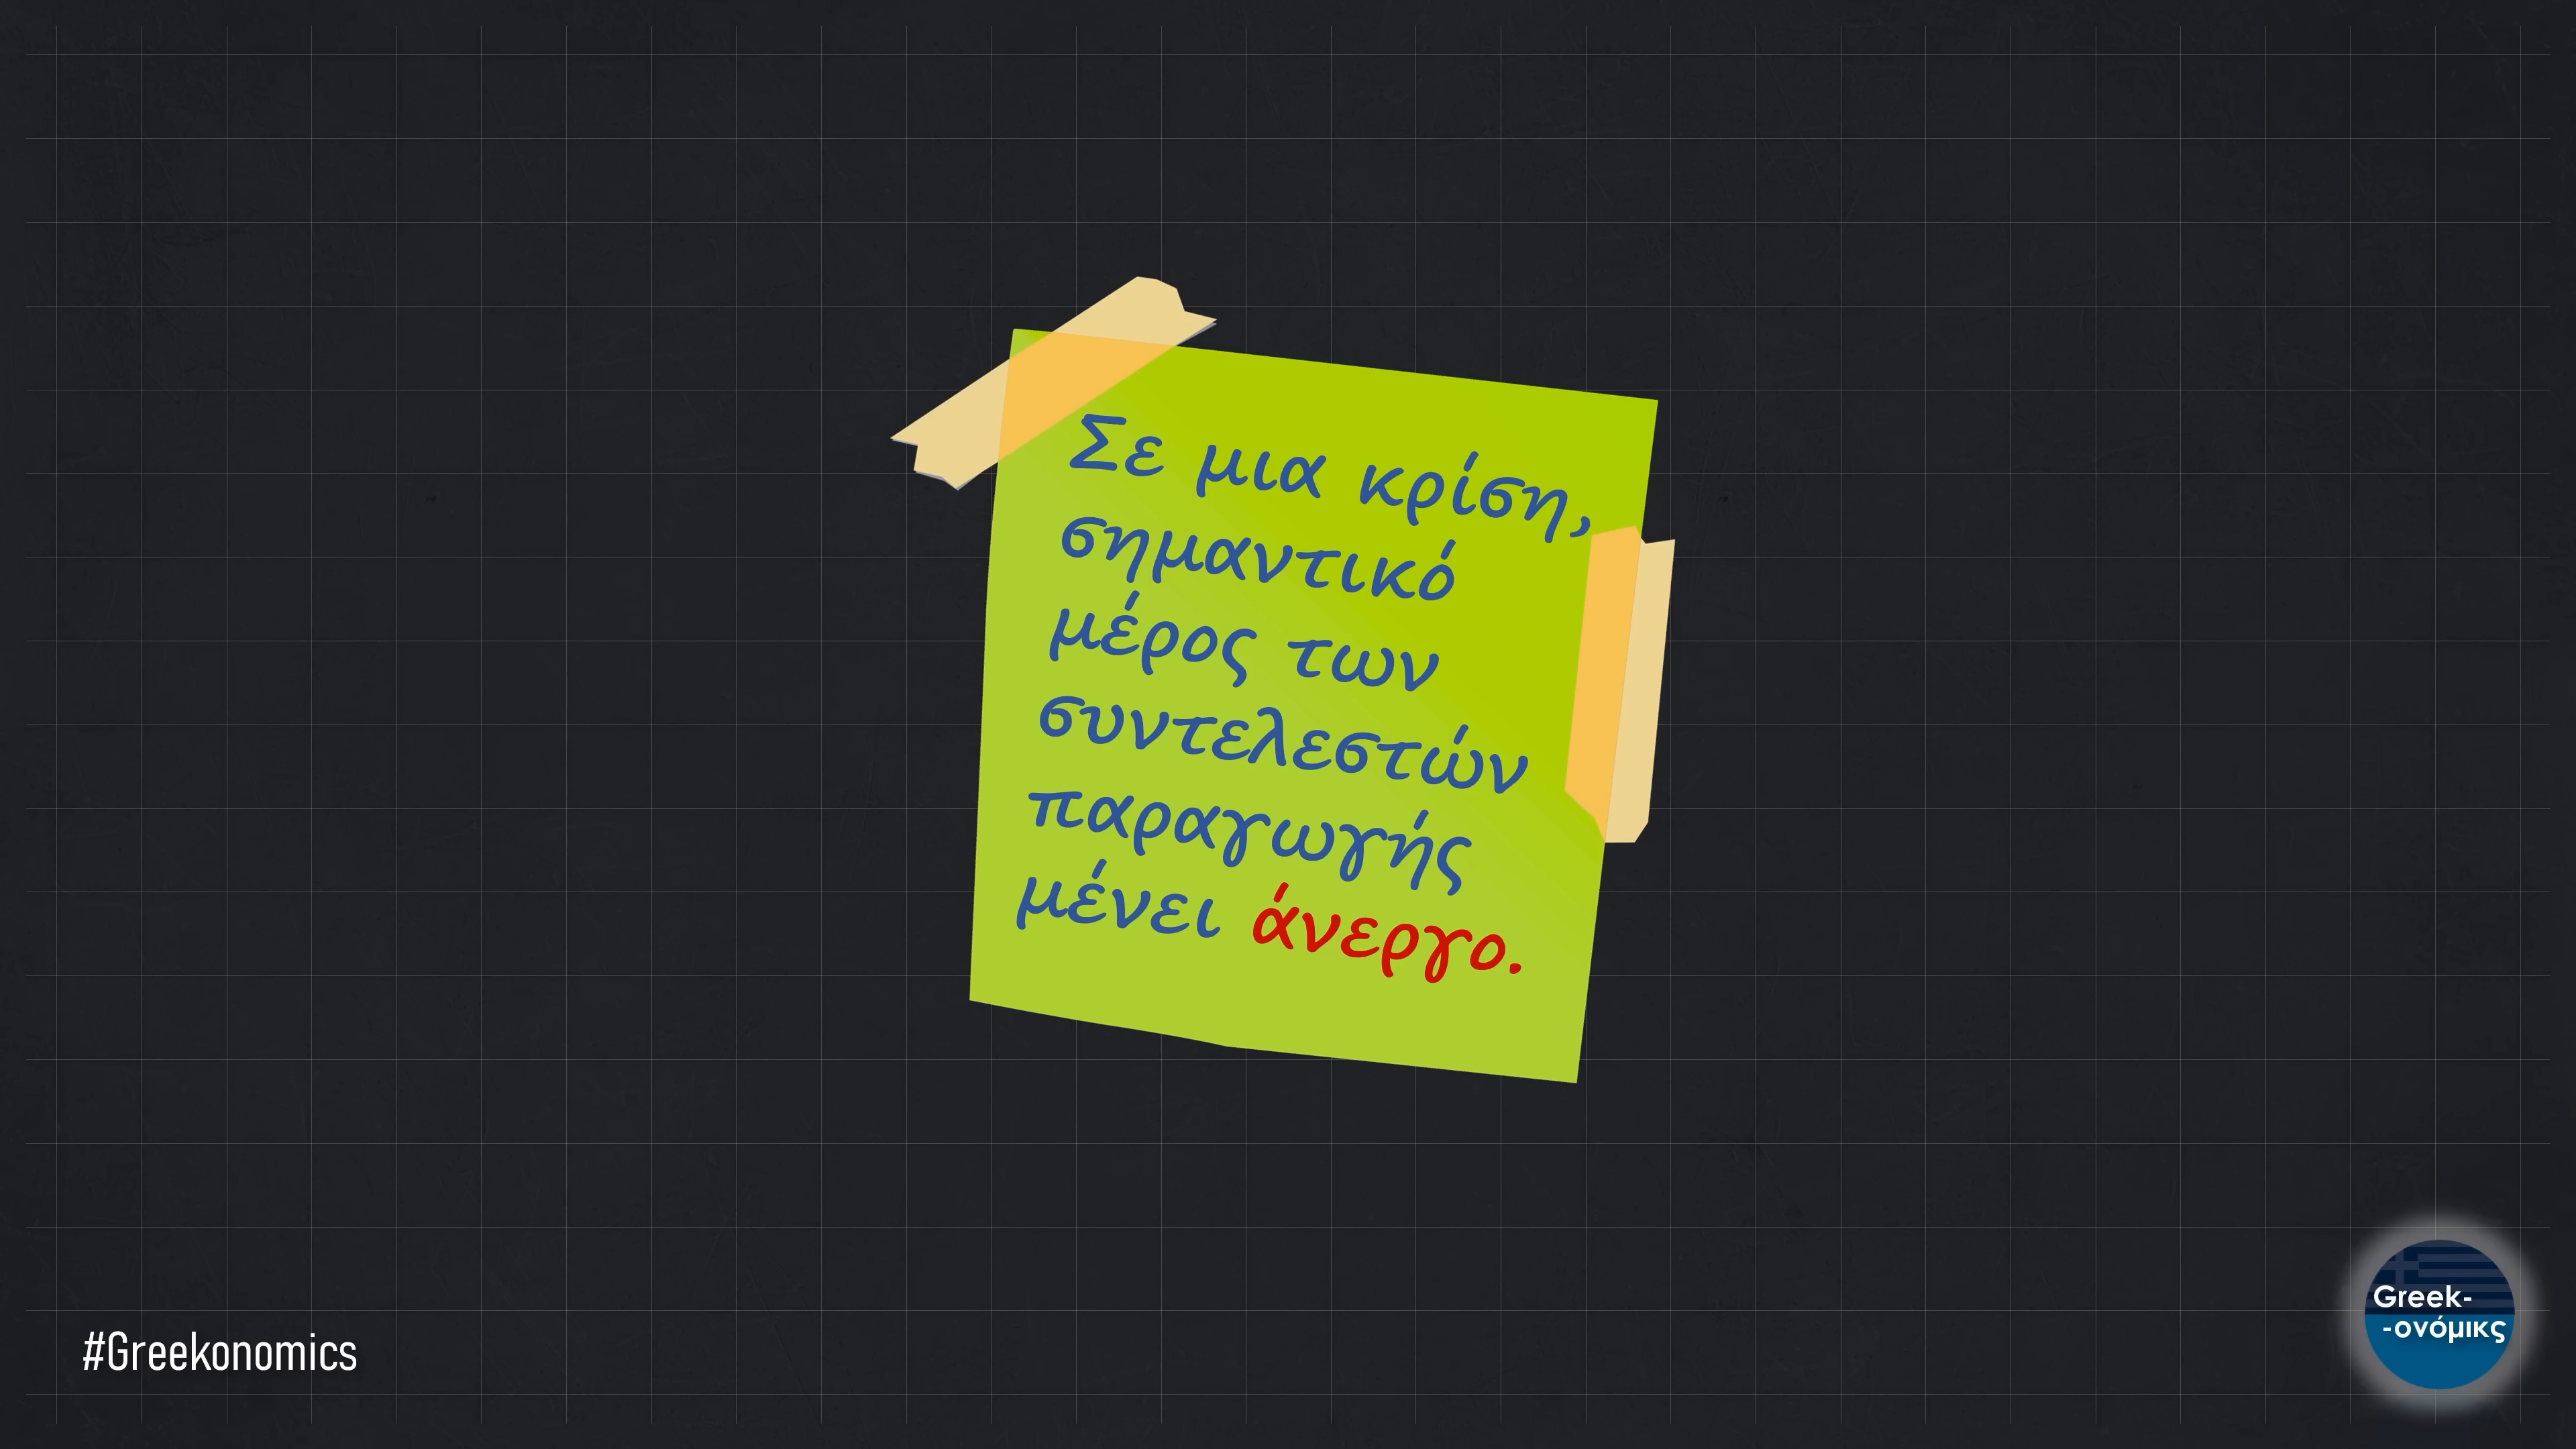 Σε μια κρίση,
σημαντικό
μέρος των
συντελεστών
παραγωγής
μένει άνεργο.
#Greekonomics
Greek-
-ονόμικς